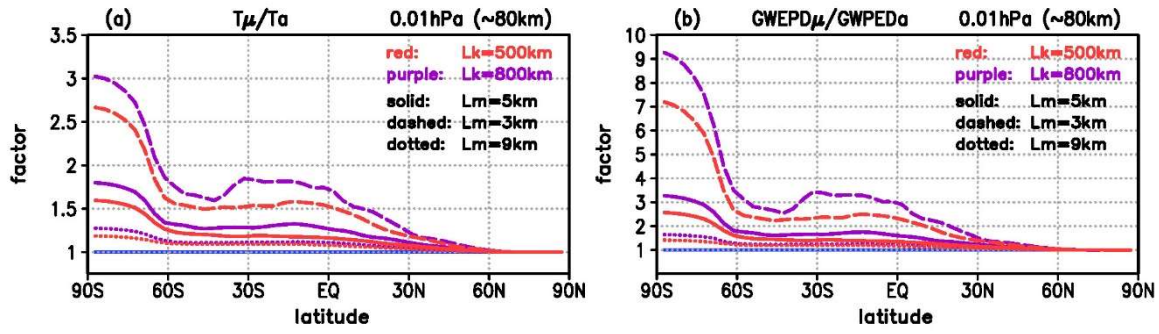 (a) Tμ/Ta 0.01hPa (~80km)
3.5
3
2.5
2
1.5
1
factor
red: Lk=500km
purple: Lk=800km
solid: Lm=5km
dashed: Lm=3km
dotted: Lm=9km
90S 60S 30S EQ 30N 60N 90N
latitude
(b) GWEPDμ/GWPEDa 0.01hPa (~80km)
10
9
8
7
6
5
4
3
2
1
factor
red: Lk=500km
purple: Lk=800km
solid: Lm=5km
dashed: Lm=3km
dotted: Lm=9km
90S 60S 30S EQ 30N 60N 90N
latitude